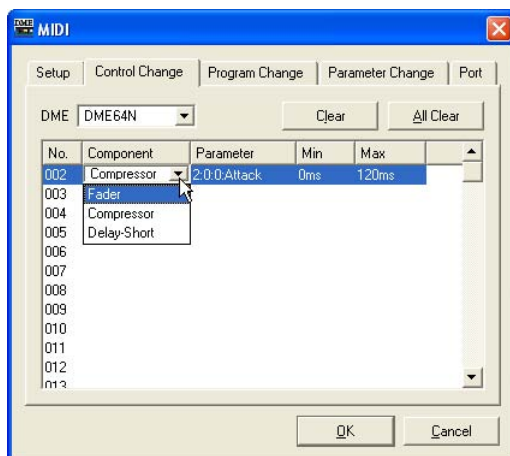 DME MIDI
Setup Control Change Program Change Parameter Change Port
DME DME64N Clear All Clear
No. Component Parameter Min Max
002 Compressor 2:0:0:Attack 0ms 120ms
003 Fader
004 Compressor
005 Delay-Short
006
007
008
009
010
011
012
013
OK Cancel